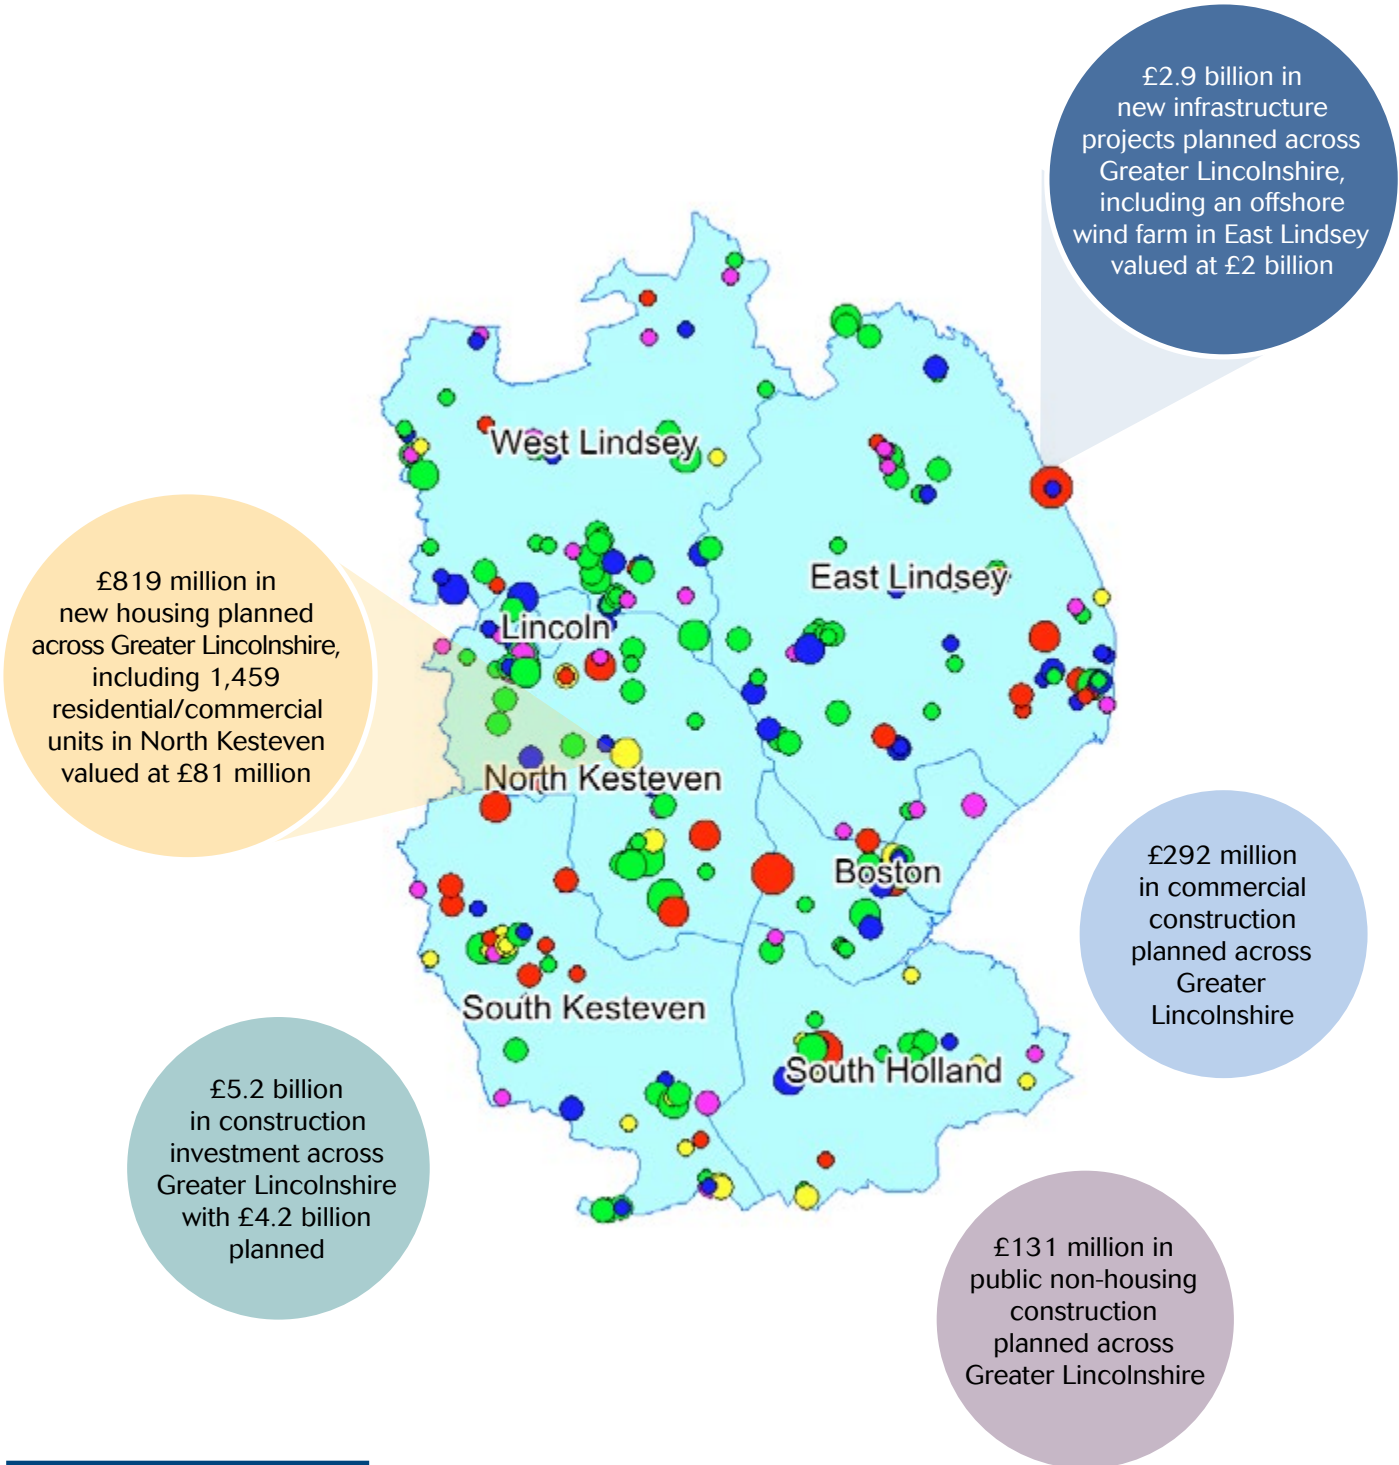 £2.9 billion in
new infrastructure
projects planned across
Greater Lincolnshire,
including an offshore
wind farm in East Lindsey
valued at £2 billion
West Lindsey
£819 million in
new housing planned
across Greater Lincolnshire,
including 1,459
residential/commercial
units in North Kesteven
valued at £81 million
East Lindsey
Lincoln
North Kesteven
Boston
£292 million
in commercial
construction
planned across
Greater
Lincolnshire
South Kesteven
South Holland
£5.2 billion
in construction
investment across
Greater Lincolnshire
with £4.2 billion
planned
£131 million in
public non-housing
construction
planned across
Greater Lincolnshire